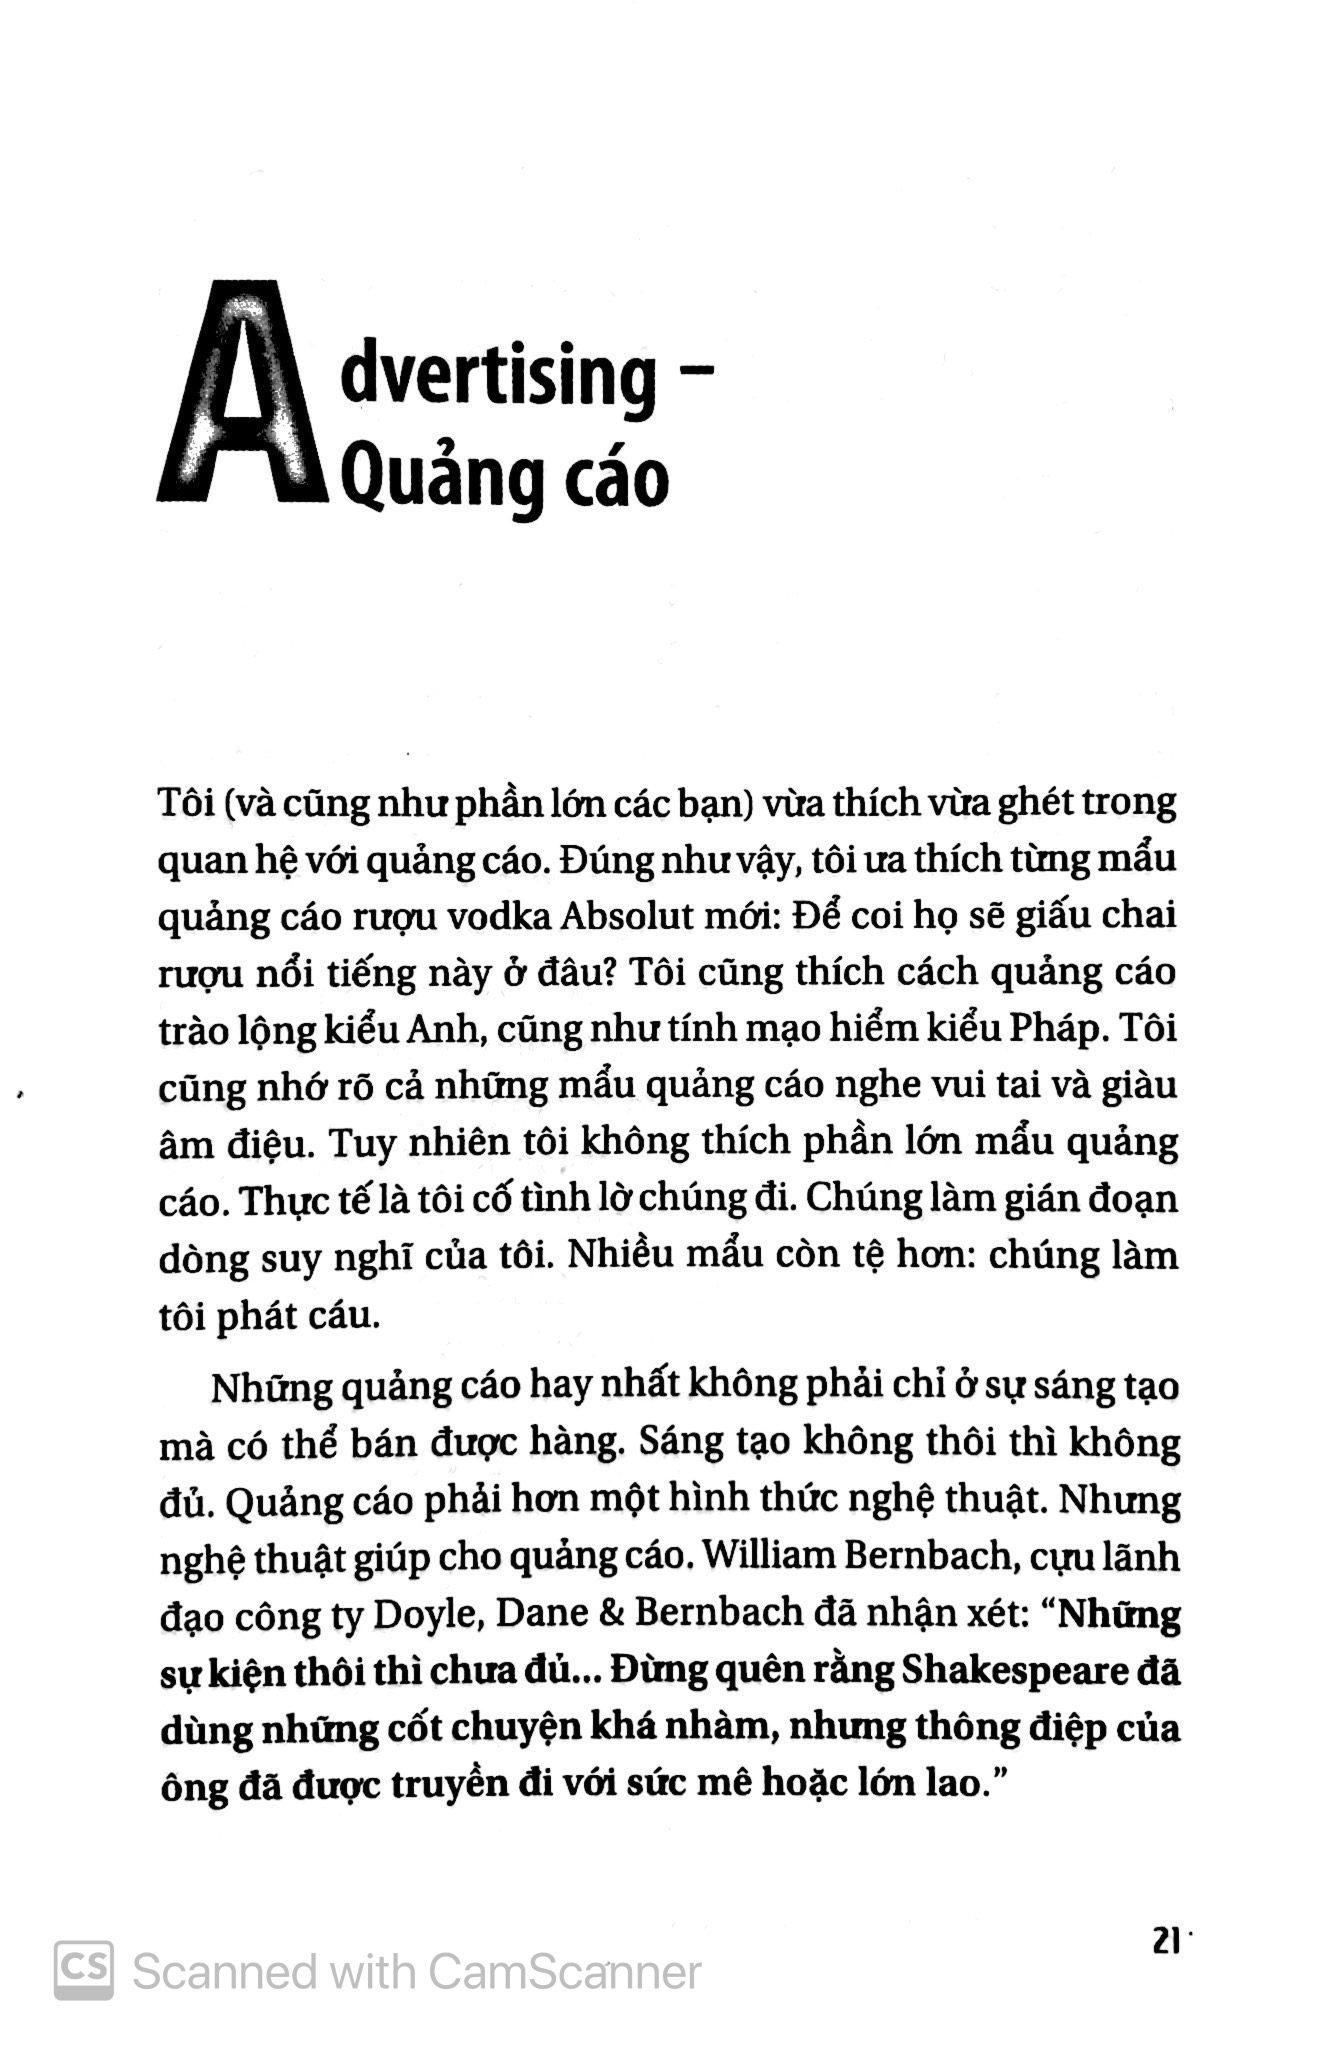 Advertising –
Quảng cáo
Tôi (và cũng như phần lớn các bạn) vừa thích vừa ghét trong
quan hệ với quảng cáo. Đúng như vậy, tôi ưa thích từng mẩu
quảng cáo rượu vodka Absolut mới: Để coi họ sẽ giấu chai
rượu nổi tiếng này ở đâu? Tôi cũng thích cách quảng cáo
trào lộng kiểu Anh, cũng như tính mạo hiểm kiểu Pháp. Tôi
cũng nhớ rõ cả những mẩu quảng cáo nghe vui tai và giàu
âm điệu. Tuy nhiên tôi không thích phần lớn mẩu quảng
cáo. Thực tế là tôi cố tình lờ chúng đi. Chúng làm gián đoạn
dòng suy nghĩ của tôi. Nhiều mẩu còn tệ hơn: chúng làm
tôi phát cáu.
Những quảng cáo hay nhất không phải chỉ ở sự sáng tạo
mà có thể bán được hàng. Sáng tạo không thôi thì không
đủ. Quảng cáo phải hơn một hình thức nghệ thuật. Nhưng
nghệ thuật giúp cho quảng cáo. William Bernbach, cựu lãnh
đạo công ty Doyle, Dane & Bernbach đã nhận xét: “Những
sự kiện thôi thì chưa đủ... Đừng quên rằng Shakespeare đã
dùng những cốt chuyện khá nhàm, nhưng thông điệp của
ông đã được truyền đi với sức mê hoặc lớn lao.”
21
CS Scanned with CamScanner